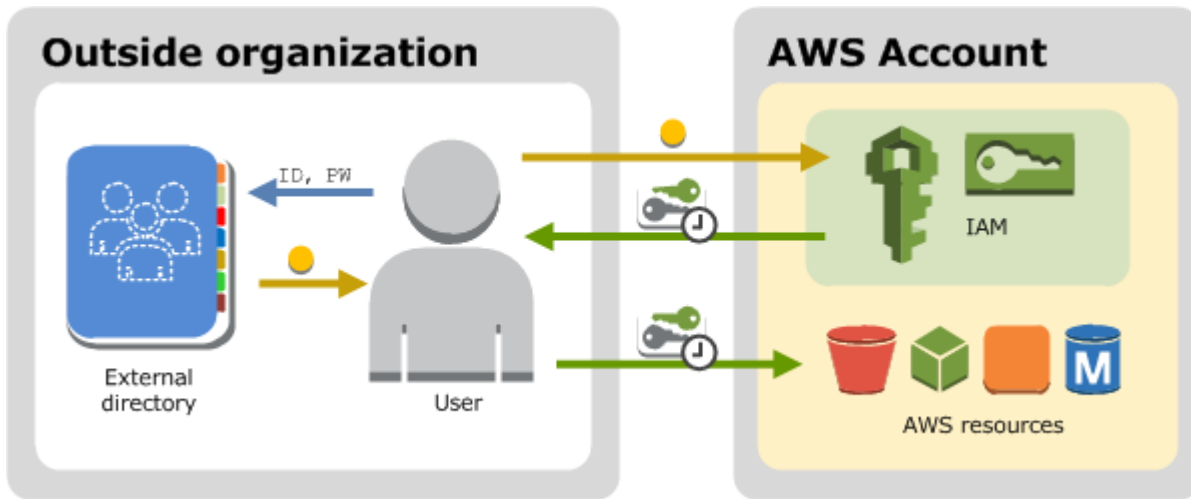 Outside organization
AWS Account
ID, PW
IAM
External
directory
User
M
AWS resources